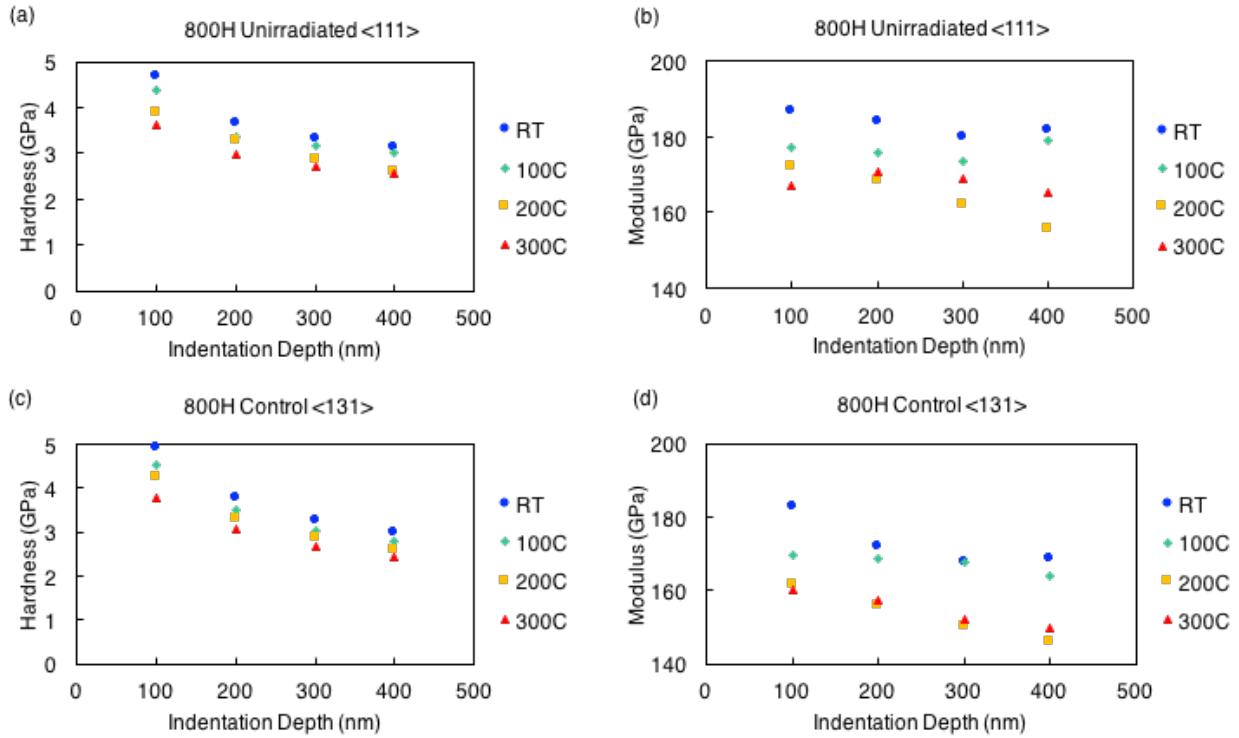 (a)
800H Unirradiated <111>
Hardness (GPa)
5
4
3
2
1
0
0 100 200 300 400 500
Indentation Depth (nm)
RT
100C
200C
300C
(b)
800H Unirradiated <111>
Modulus (GPa)
200
180
160
140
0 100 200 300 400 500
Indentation Depth (nm)
RT
100C
200C
300C
(c)
800H Control <131>
Hardness (GPa)
5
4
3
2
1
0
0 100 200 300 400 500
Indentation Depth (nm)
RT
100C
200C
300C
(d)
800H Control <131>
Modulus (GPa)
200
180
160
140
0 100 200 300 400 500
Indentation Depth (nm)
RT
100C
200C
300C